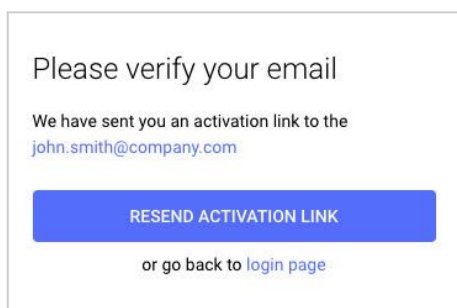 Please verify your email
We have sent you an activation link to the
john.smith@company.com
RESEND ACTIVATION LINK
or go back to login page